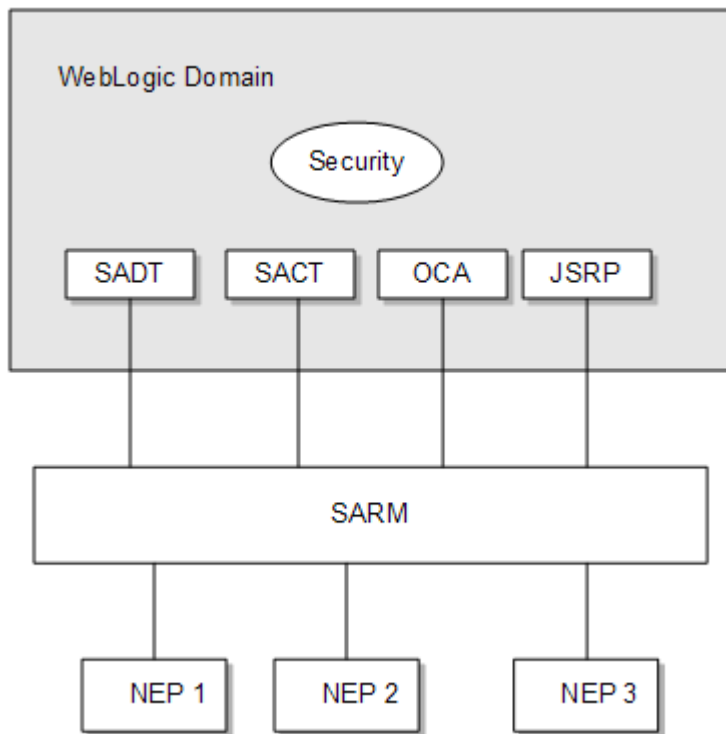 WebLogic Domain
Security
SADT
SACT
OCA
JSRP
SARM
NEP 1
NEP 2
NEP 3